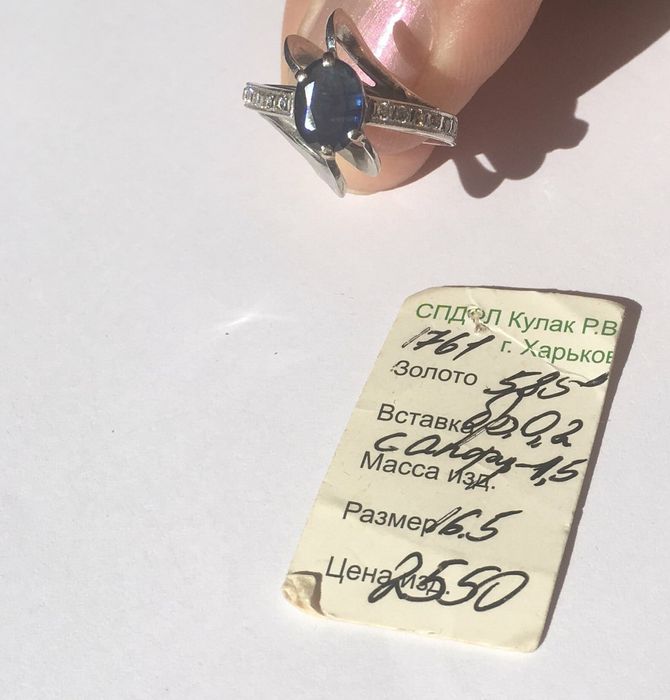 СПДФЛ Кулак Р.В
г. Харьков
1761
Золото 585°
Вставка бр. 0,2
сапфир-1,5
Масса изд.
Размер 16.5
Цена изд. 2550